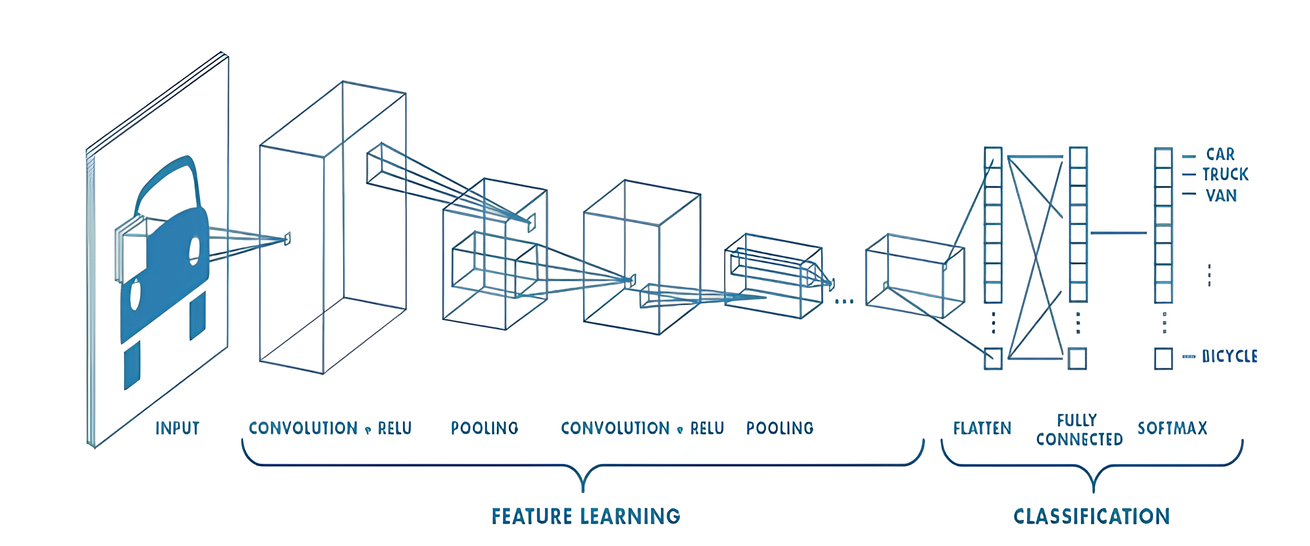 CAR
TRUCK
VAN
BICYCLE
INPUT
CONVOLUTION + RELU
POOLING
CONVOLUTION + RELU
POOLING
FLATTEN
FULLY
CONNECTED
SOFTMAX
FEATURE LEARNING
CLASSIFICATION